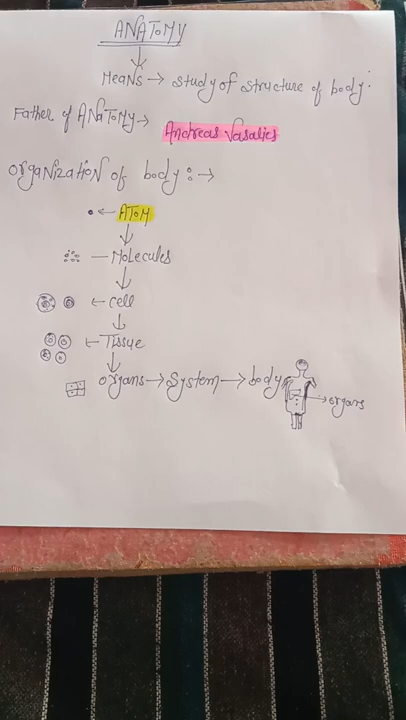 ANATOMY
MeaNs → study of structure of body:
Father of ANaTOMy → Andreas Vasalies
organization of body :→
ATOM
Molecules
cell
Tissue
organs → System → body
organs